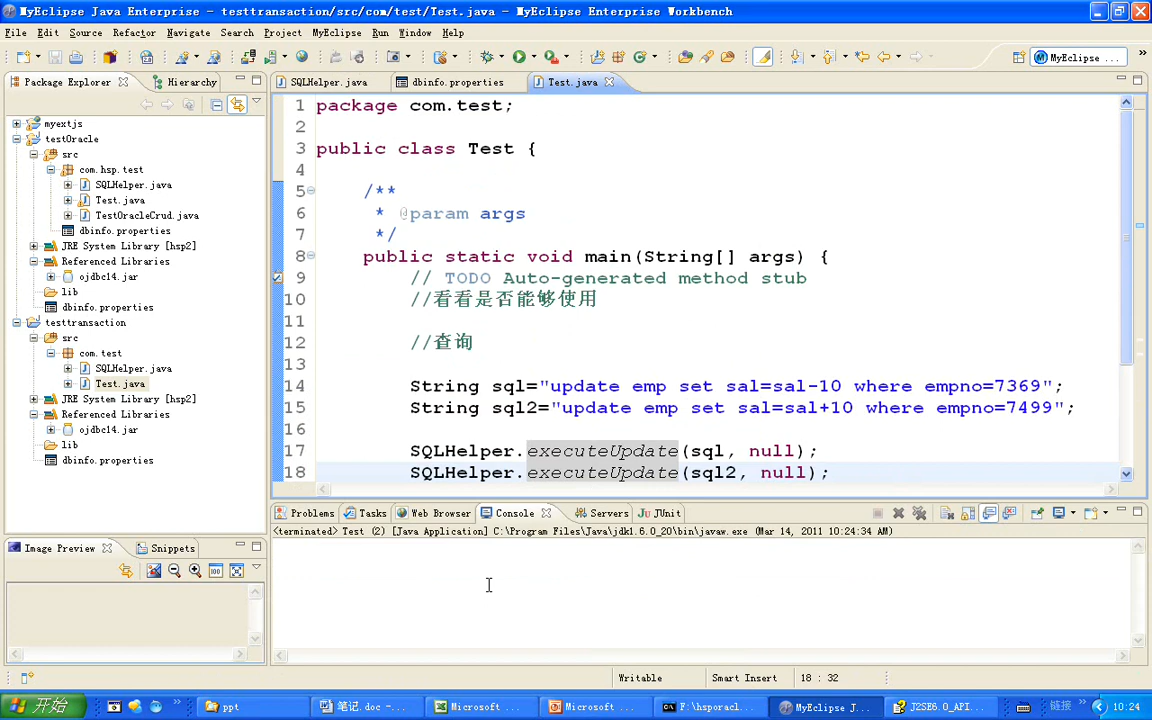 MyEclipse Java Enterprise - testtransaction/src/com/test/Test.java - MyEclipse Enterprise Workbench
File Edit Source Refactor Navigate Search Project MyEclipse Run Window Help
MyEclipse ...
Package Explorer Hierarchy
myextjs
testOracle
src
com.hsp.test
SQLHelper.java
Test.java
TestOracleCrud.java
dbinfo.properties
JRE System Library [hsp2]
Referenced Libraries
ojdbc14.jar
lib
dbinfo.properties
testtransaction
src
com.test
SQLHelper.java
Test.java
JRE System Library [hsp2]
Referenced Libraries
ojdbc14.jar
lib
dbinfo.properties
Image Preview Snippets
SQLHelper.java dbinfo.properties Test.java
1 package com.test;
2
3 public class Test {
4
5 /**
6 * @param args
7 */
8 public static void main(String[] args) {
9 // TODO Auto-generated method stub
10 //看看是否能够使用
11
12 //查询
13
14 String sql="update emp set sal=sal-10 where empno=7369";
15 String sql2="update emp set sal=sal+10 where empno=7499";
16
17 SQLHelper.executeUpdate(sql, null);
18 SQLHelper.executeUpdate(sql2, null);
Problems Tasks Web Browser Console Servers JUnit
<terminated> Test (2) [Java Application] C:\Program Files\Java\jdk1.6.0_20\bin\javaw.exe (Mar 14, 2011 10:24:34 AM)
Writable Smart Insert 18 : 32
开始 ppt 笔记.doc -... Microsoft ... Microsoft ... F:\hsporacl... MyEclipse J... J2SE6.0_API... 链接 10:24